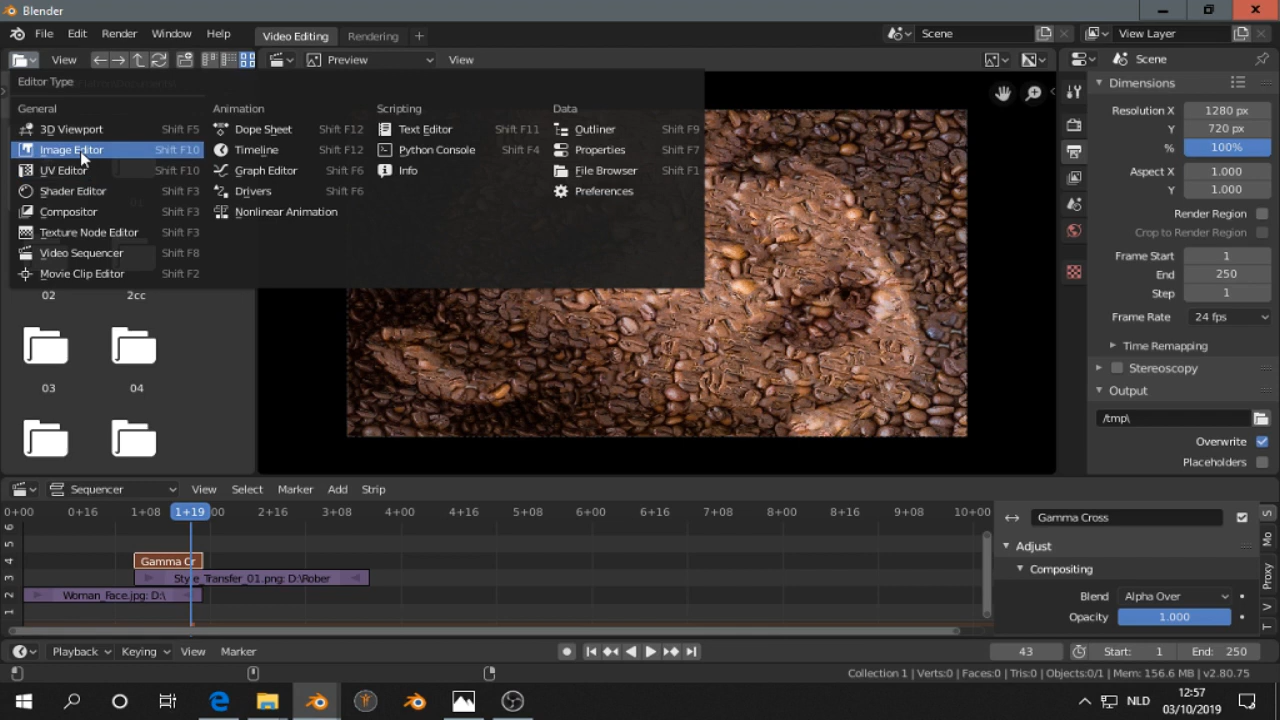 Blender
File Edit Render Window Help Video Editing Rendering + Scene View Layer
View Preview View Scene
Editor Type
General Animation Scripting Data
3D Viewport Shift F5 Dope Sheet Shift F12 Text Editor Shift F11 Outliner Shift F9
Image Editor Shift F10 Timeline Shift F12 Python Console Shift F4 Properties Shift F7
UV Editor Shift F10 Graph Editor Shift F6 Info File Browser Shift F1
Shader Editor Shift F3 Drivers Shift F6 Preferences
Compositor Shift F3 Nonlinear Animation
Texture Node Editor Shift F3
Video Sequencer Shift F8
Movie Clip Editor Shift F2
02 2cc
03 04
Dimensions
Resolution X 1280 px
Y 720 px
% 100%
Aspect X 1.000
Y 1.000
Render Region
Crop to Render Region
Frame Start 1
End 250
Step 1
Frame Rate 24 fps
Time Remapping
Stereoscopy
Output
/tmp\
Overwrite
Placeholders
Sequencer View Select Marker Add Strip
0+00 0+16 1+08 1+19 00 2+16 3+08 4+00 4+16 5+08 6+00 6+16 7+08 8+00 8+16 9+08 10+00
6
5
4 Gamma Cr
3 Style_Transfer_01.png: D:\Rober
2 Woman_Face.jpg: D:\
1
Gamma Cross
Adjust
Compositing
Blend Alpha Over
Opacity 1.000
S
Mo
Proxy
V
T
Playback Keying View Marker 43 Start: 1 End: 250
Collection 1 | Verts:0 | Faces:0 | Tris:0 | Objects:0/1 | Mem: 156.6 MB | v2.80.75
NLD 12:57
03/10/2019